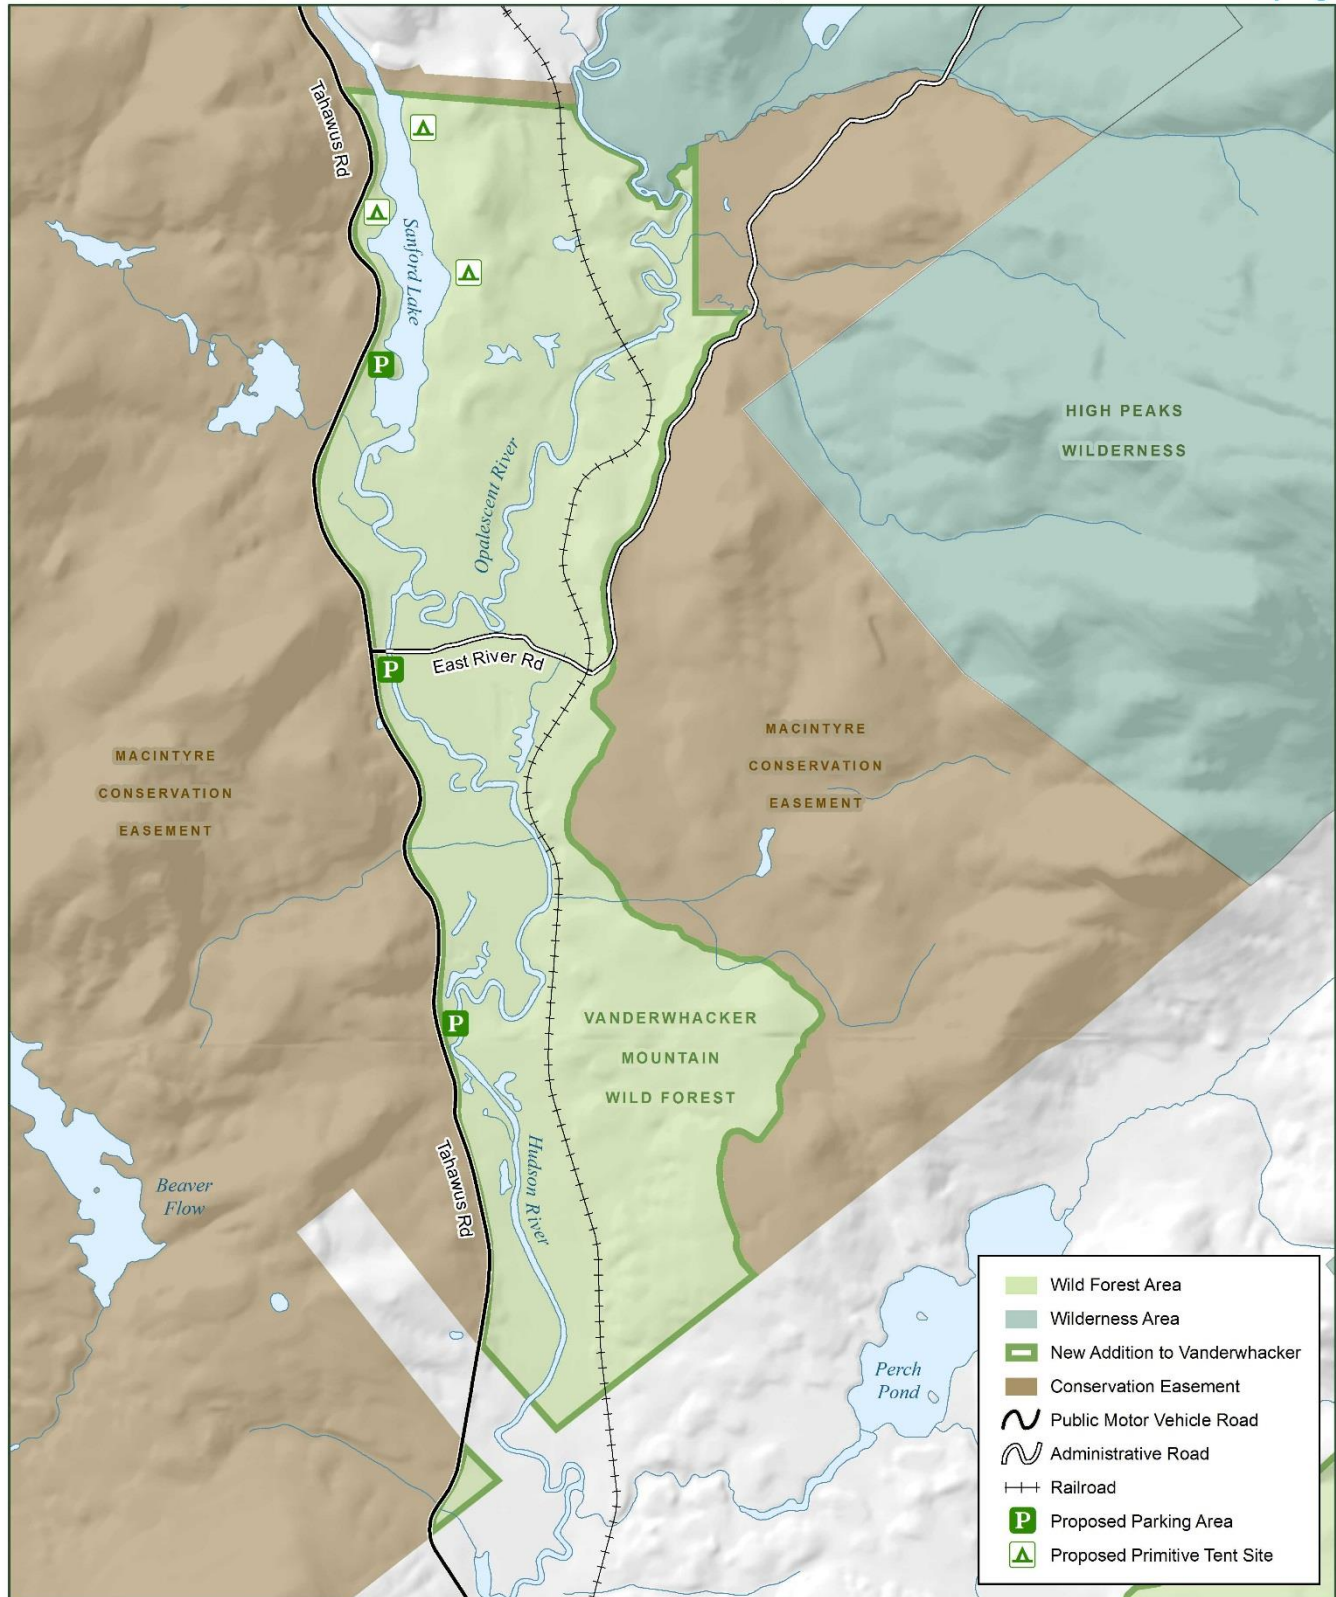 Tahawus Rd
Sanford Lake
HIGH PEAKS
WILDERNESS
Opalescent River
East River Rd
MACINTYRE
CONSERVATION
EASEMENT
MACINTYRE
CONSERVATION
EASEMENT
P
P
P
VANDERWHACKER
MOUNTAIN
WILD FOREST
Hudson River
Tahawus Rd
Beaver
Flow
Perch
Pond
Wild Forest Area
Wilderness Area
New Addition to Vanderwhacker
Conservation Easement
Public Motor Vehicle Road
Administrative Road
Railroad
P Proposed Parking Area
Proposed Primitive Tent Site